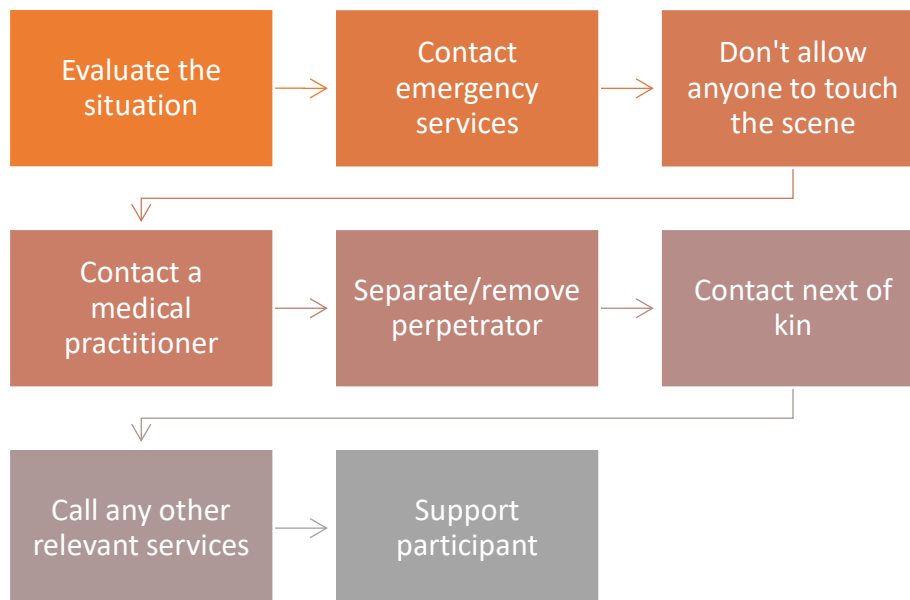 Evaluate the
situation
Contact
emergency
services
Don't allow
anyone to touch
the scene
Contact a
medical
practitioner
Separate/remove
perpetrator
Contact next of
kin
Call any other
relevant services
Support
participant